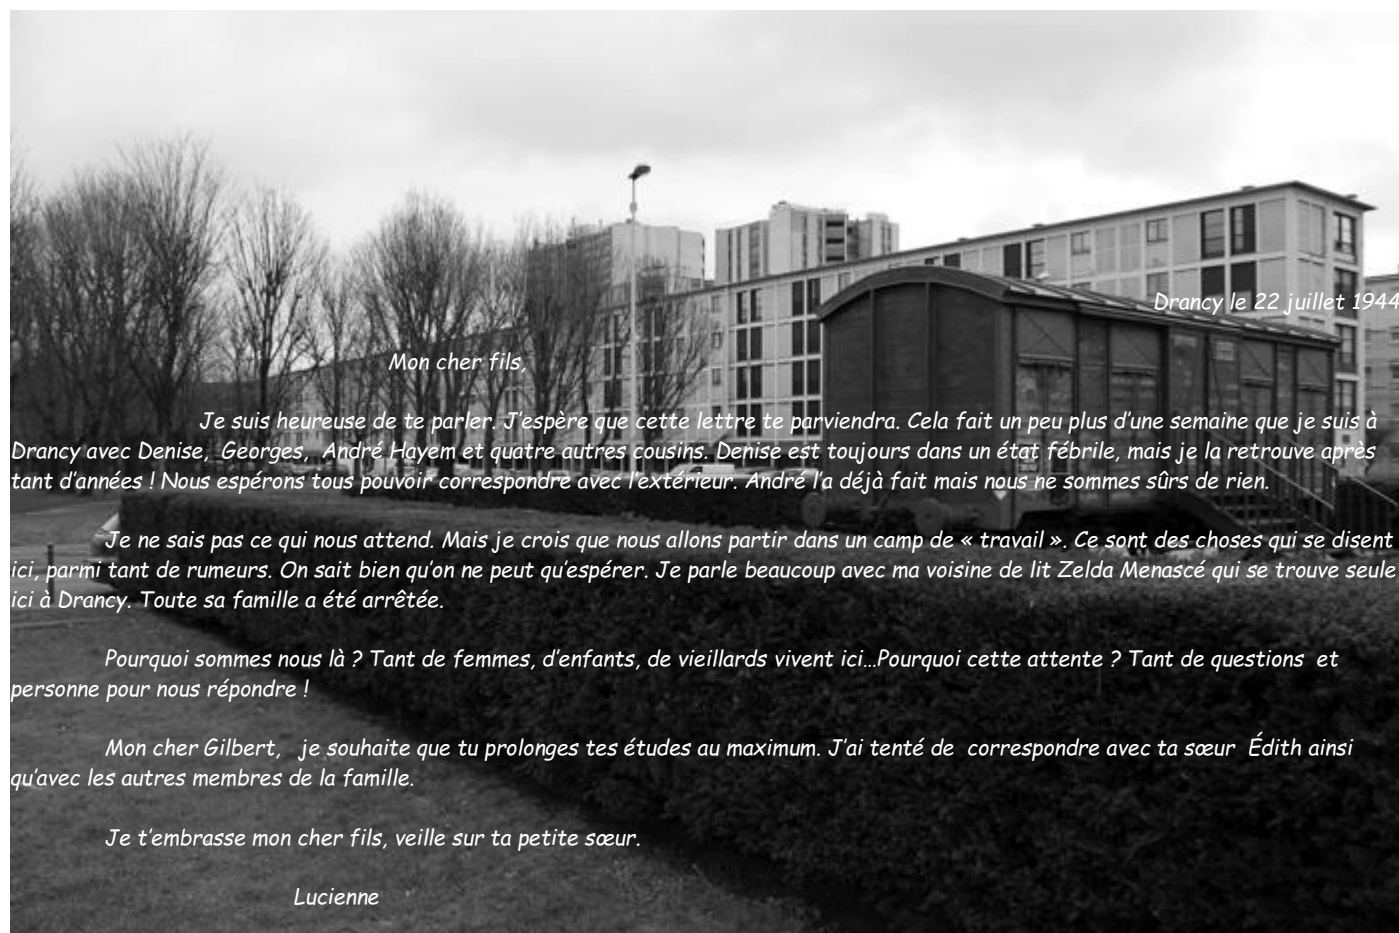 Drancy le 22 juillet 1944
Mon cher fils,
Je suis heureuse de te parler. J'espère que cette lettre te parviendra. Cela fait un peu plus d'une semaine que je suis à
Drancy avec Denise, Georges, André Hayem et quatre autres cousins. Denise est toujours dans un état fébrile, mais je la retrouve après
tant d'années ! Nous espérons tous pouvoir correspondre avec l'extérieur. André l'a déjà fait mais nous ne sommes sûrs de rien.
Je ne sais pas ce qui nous attend. Mais je crois que nous allons partir dans un camp de « travail ». Ce sont des choses qui se disent
ici, parmi tant de rumeurs. On sait bien qu'on ne peut qu'espérer. Je parle beaucoup avec ma voisine de lit Zelda Menascé qui se trouve seule
ici à Drancy. Toute sa famille a été arrêtée.
Pourquoi sommes nous là ? Tant de femmes, d'enfants, de vieillards vivent ici...Pourquoi cette attente ? Tant de questions et
personne pour nous répondre !
Mon cher Gilbert, je souhaite que tu prolonges tes études au maximum. J'ai tenté de correspondre avec ta sœur Édith ainsi
qu'avec les autres membres de la famille.
Je t'embrasse mon cher fils, veille sur ta petite sœur.
Lucienne